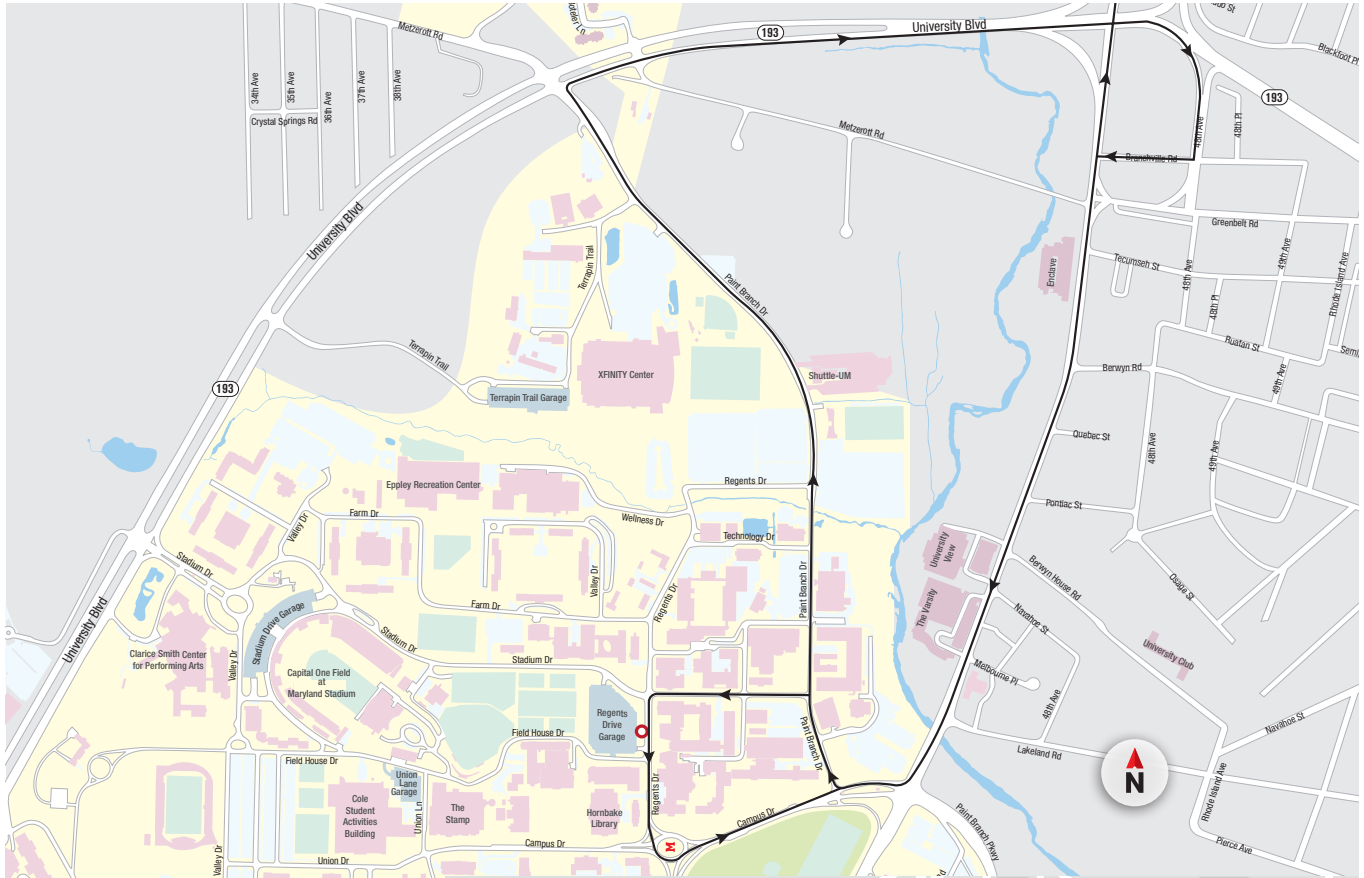 Hoteler Ln
Metzerott Rd
193
University Blvd
Blackfoot Pl
34th Ave
35th Ave
36th Ave
37th Ave
38th Ave
Crystal Springs Rd
193
Metzerott Rd
48th Ave
48th Pl
Branchville Rd
University Blvd
Greenbelt Rd
Terrapin Trail
Paint Branch Dr
Enclave
Tecumseh St
48th Ave
48th Pl
49th Ave
Rhode Island Ave
Ruatan St
Terrapin Trail
XFINITY Center
Shuttle-UM
Berwyn Rd
49th Ave
193
Terrapin Trail Garage
Quebec St
48th Ave
49th Ave
Eppley Recreation Center
Regents Dr
Pontiac St
Farm Dr
Valley Dr
Wellness Dr
Technology Dr
University
View
Berwyn House Rd
Osage St
Stadium Dr
Valley Dr
Regents Dr
Paint Branch Dr
The Varsity
Navahoe St
University Blvd
Stadium Drive Garage
Farm Dr
Stadium Dr
Stadium Dr
Clarice Smith Center
for Performing Arts
Valley Dr
Capital One Field
at
Maryland Stadium
University Club
Melbourne Pl
48th Ave
Regents
Drive
Garage
Field House Dr
Paint Branch Dr
Lakeland Rd
Navahoe St
N
Field House Dr
Union
Lane
Garage
Regents Dr
Rhode Island Ave
Cole
Student
Activities
Building
Union Ln
The
Stamp
Hornbake
Library
Campus Dr
Paint Branch Pkwy
Pierce Ave
Valley Dr
Union Dr
Campus Dr
M